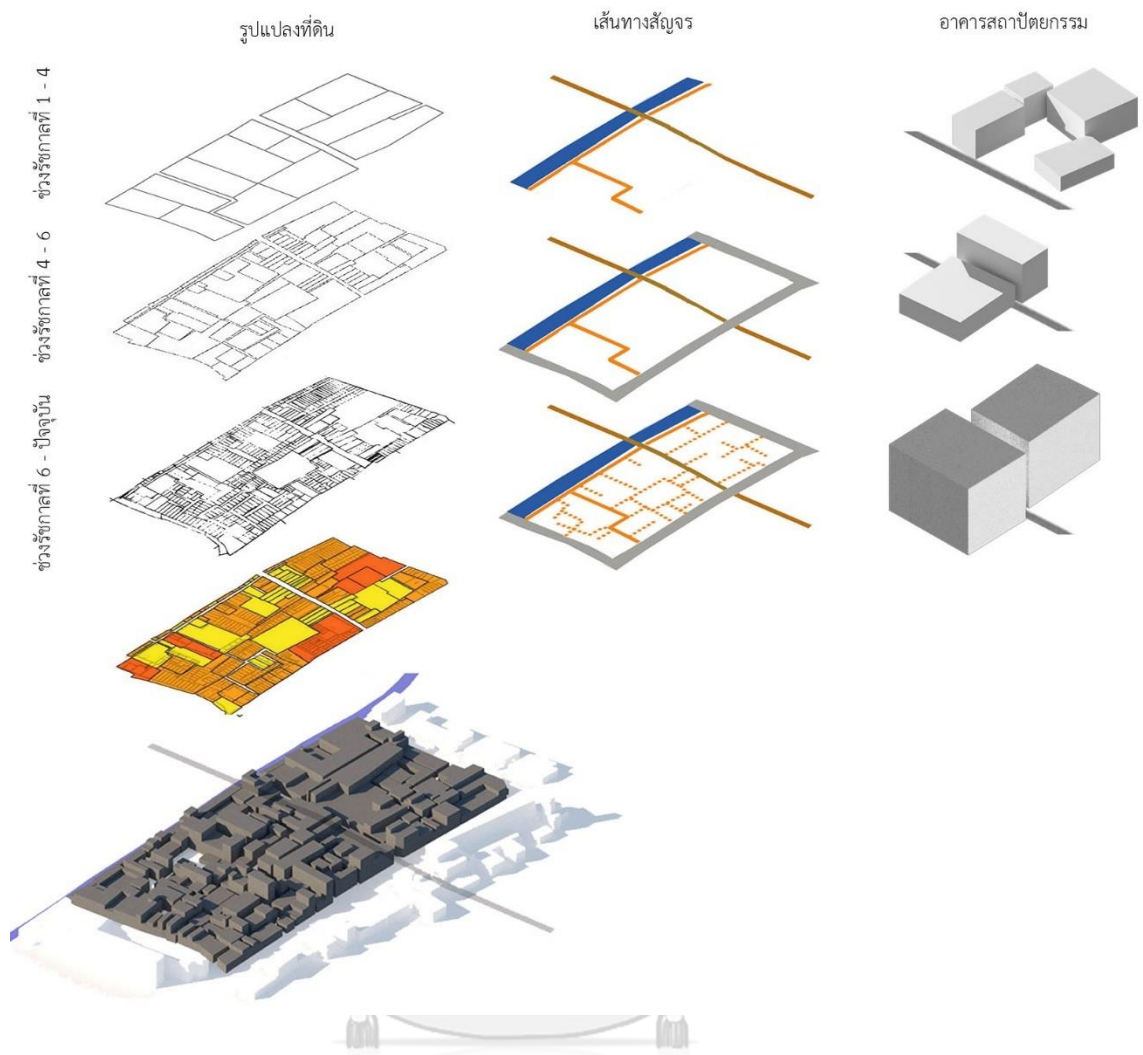 รูปแปลงที่ดิน
เส้นทางสัญจร
อาคารสถาปัตยกรรม
ช่วงรัชกาลที่ 1 - 4
ช่วงรัชกาลที่ 4 - 6
ช่วงรัชกาลที่ 6 - ปัจจุบัน